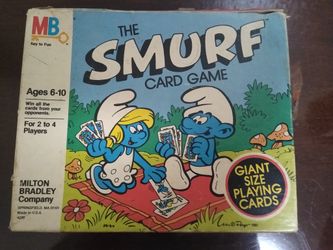 MB
Key to Fun
THE
SMURF
CARD GAME
Ages 6-10
Win all the
cards from your
opponents.
For 2 to 4
Players
MILTON
BRADLEY
Company
SPRINGFIELD, MA 01101
Made in U.S.A.
GIANT
SIZE
PLAYING
CARDS